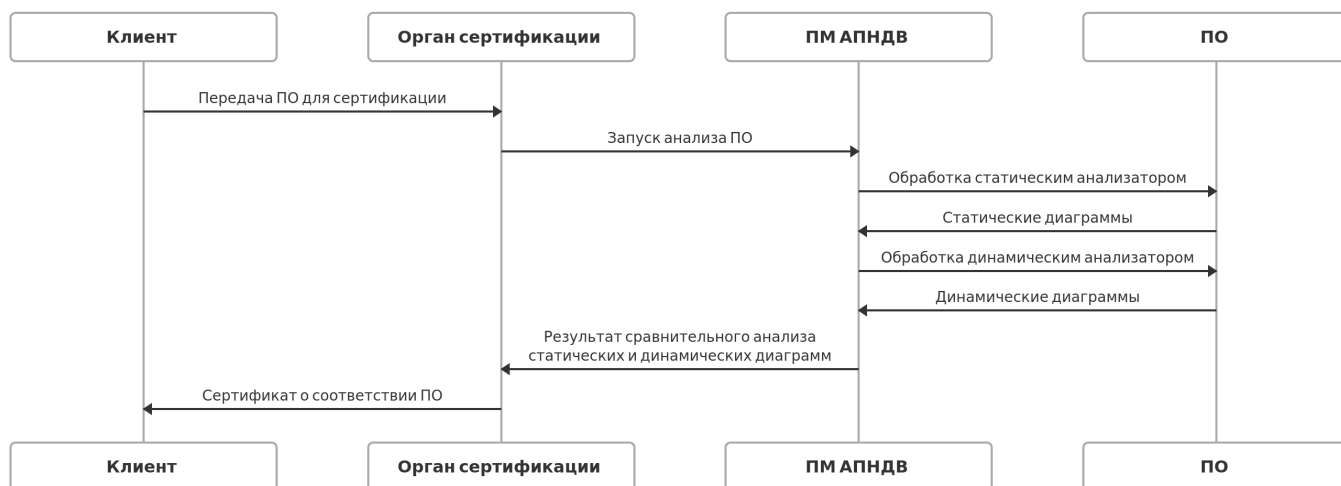 Клиент
Орган сертификации
ПМ АПНДВ
ПО
Передача ПО для сертификации
Запуск анализа ПО
Обработка статическим анализатором
Статические диаграммы
Обработка динамическим анализатором
Динамические диаграммы
Результат сравнительного анализа
статических и динамических диаграмм
Сертификат о соответствии ПО
Клиент
Орган сертификации
ПМ АПНДВ
ПО